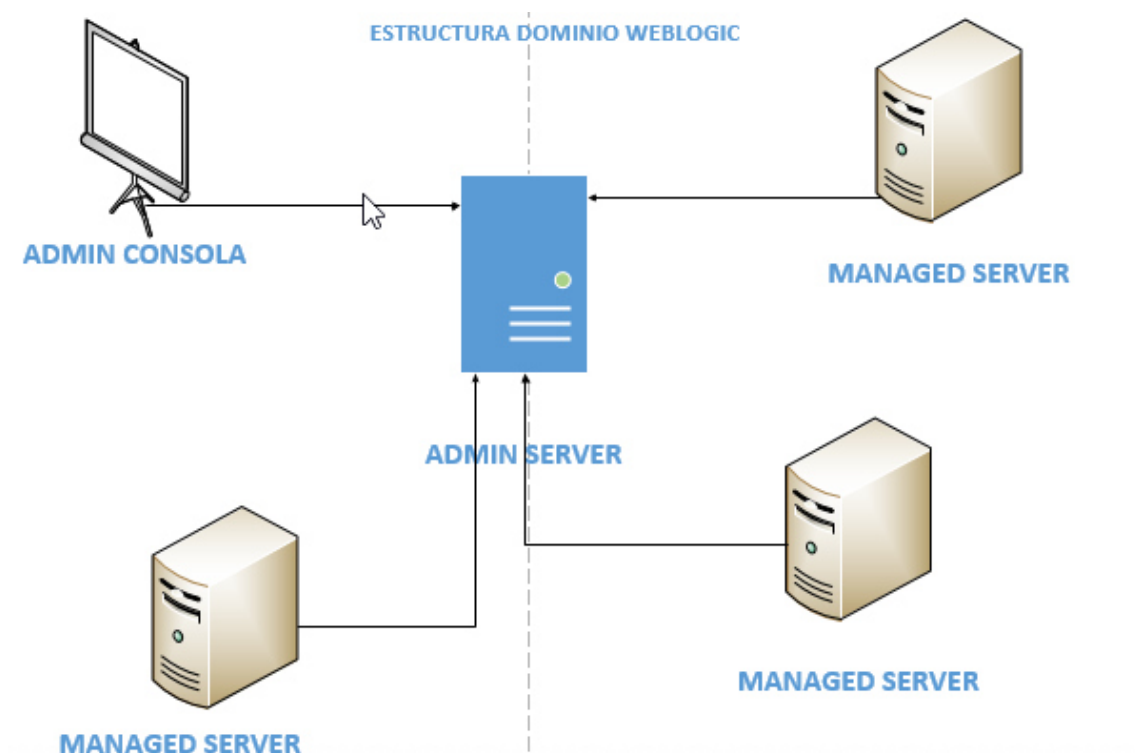 ESTRUCTURA DOMINIO WEBLOGIC
ADMIN CONSOLA
MANAGED SERVER
ADMIN SERVER
MANAGED SERVER
MANAGED SERVER